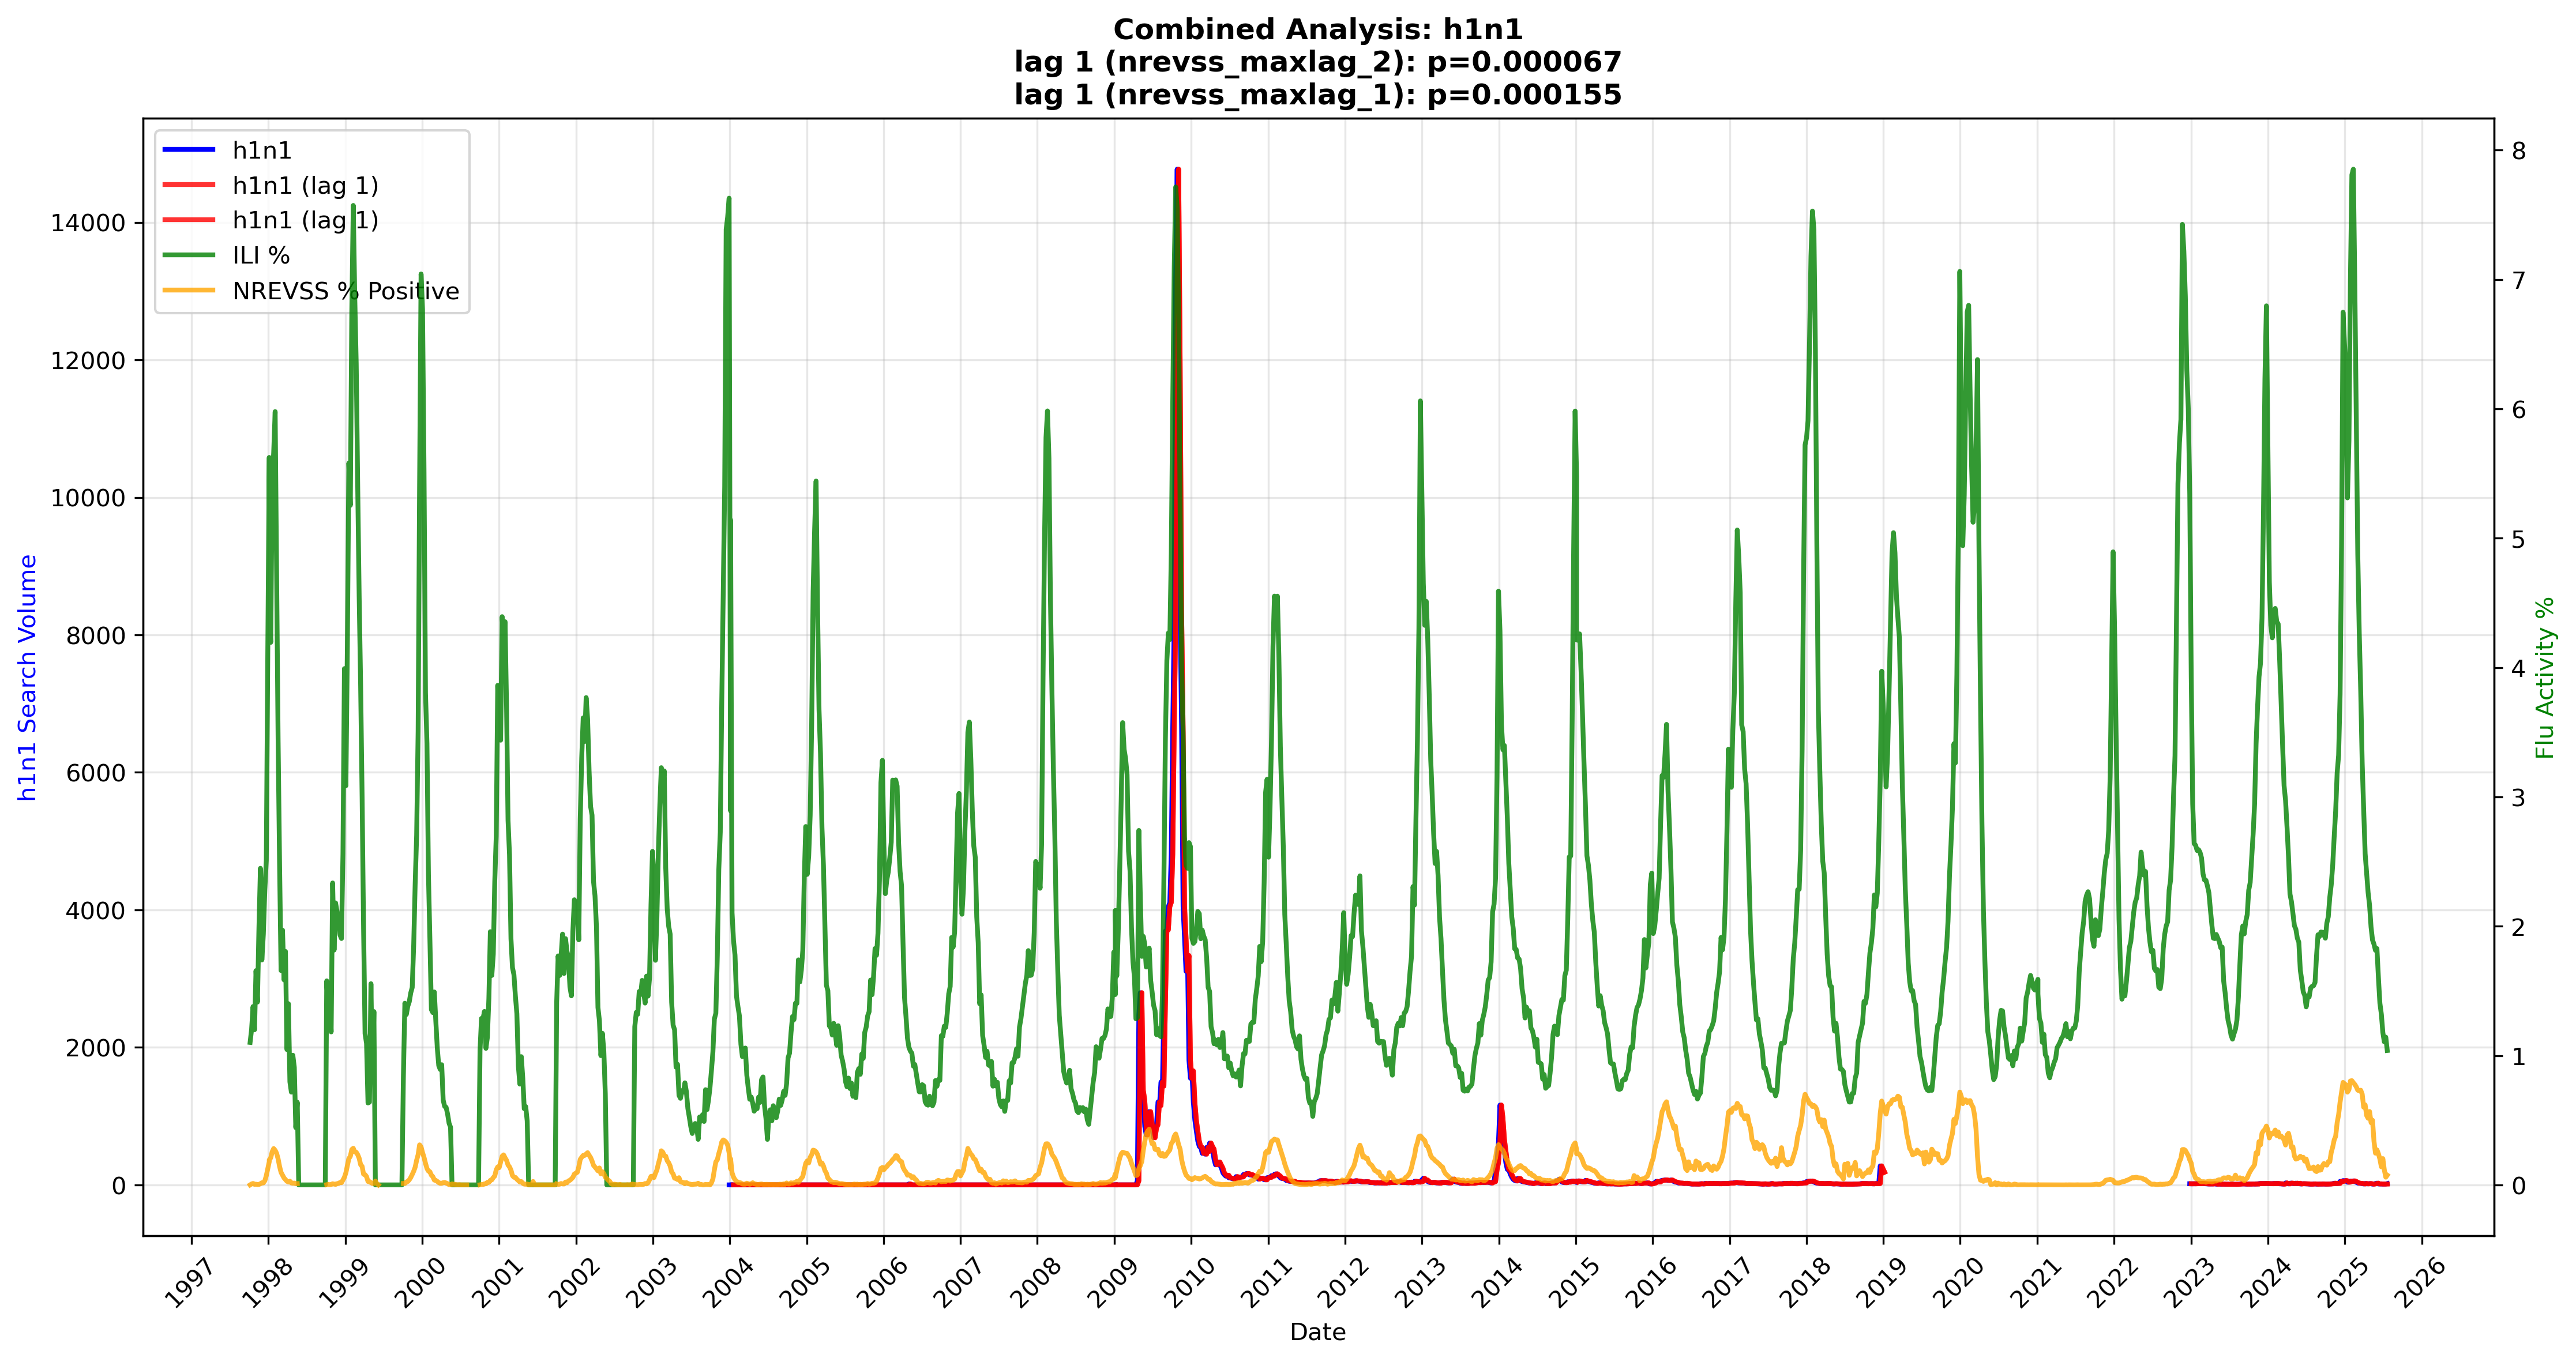 Combined Analysis: h1n1
lag 1 (nrevss_maxlag_2): p=0.000067
lag 1 (nrevss_maxlag_1): p=0.000155
h1n1
h1n1 (lag 1)
h1n1 (lag 1)
ILI %
NREVSS % Positive
h1n1 Search Volume
14000
12000
10000
8000
6000
4000
2000
0
8
7
6
5
4
3
2
1
0
Flu Activity %
1997 1998 1999 2000 2001 2002 2003 2004 2005 2006 2007 2008 2009 2010 2011 2012 2013 2014 2015 2016 2017 2018 2019 2020 2021 2022 2023 2024 2025 2026
Date